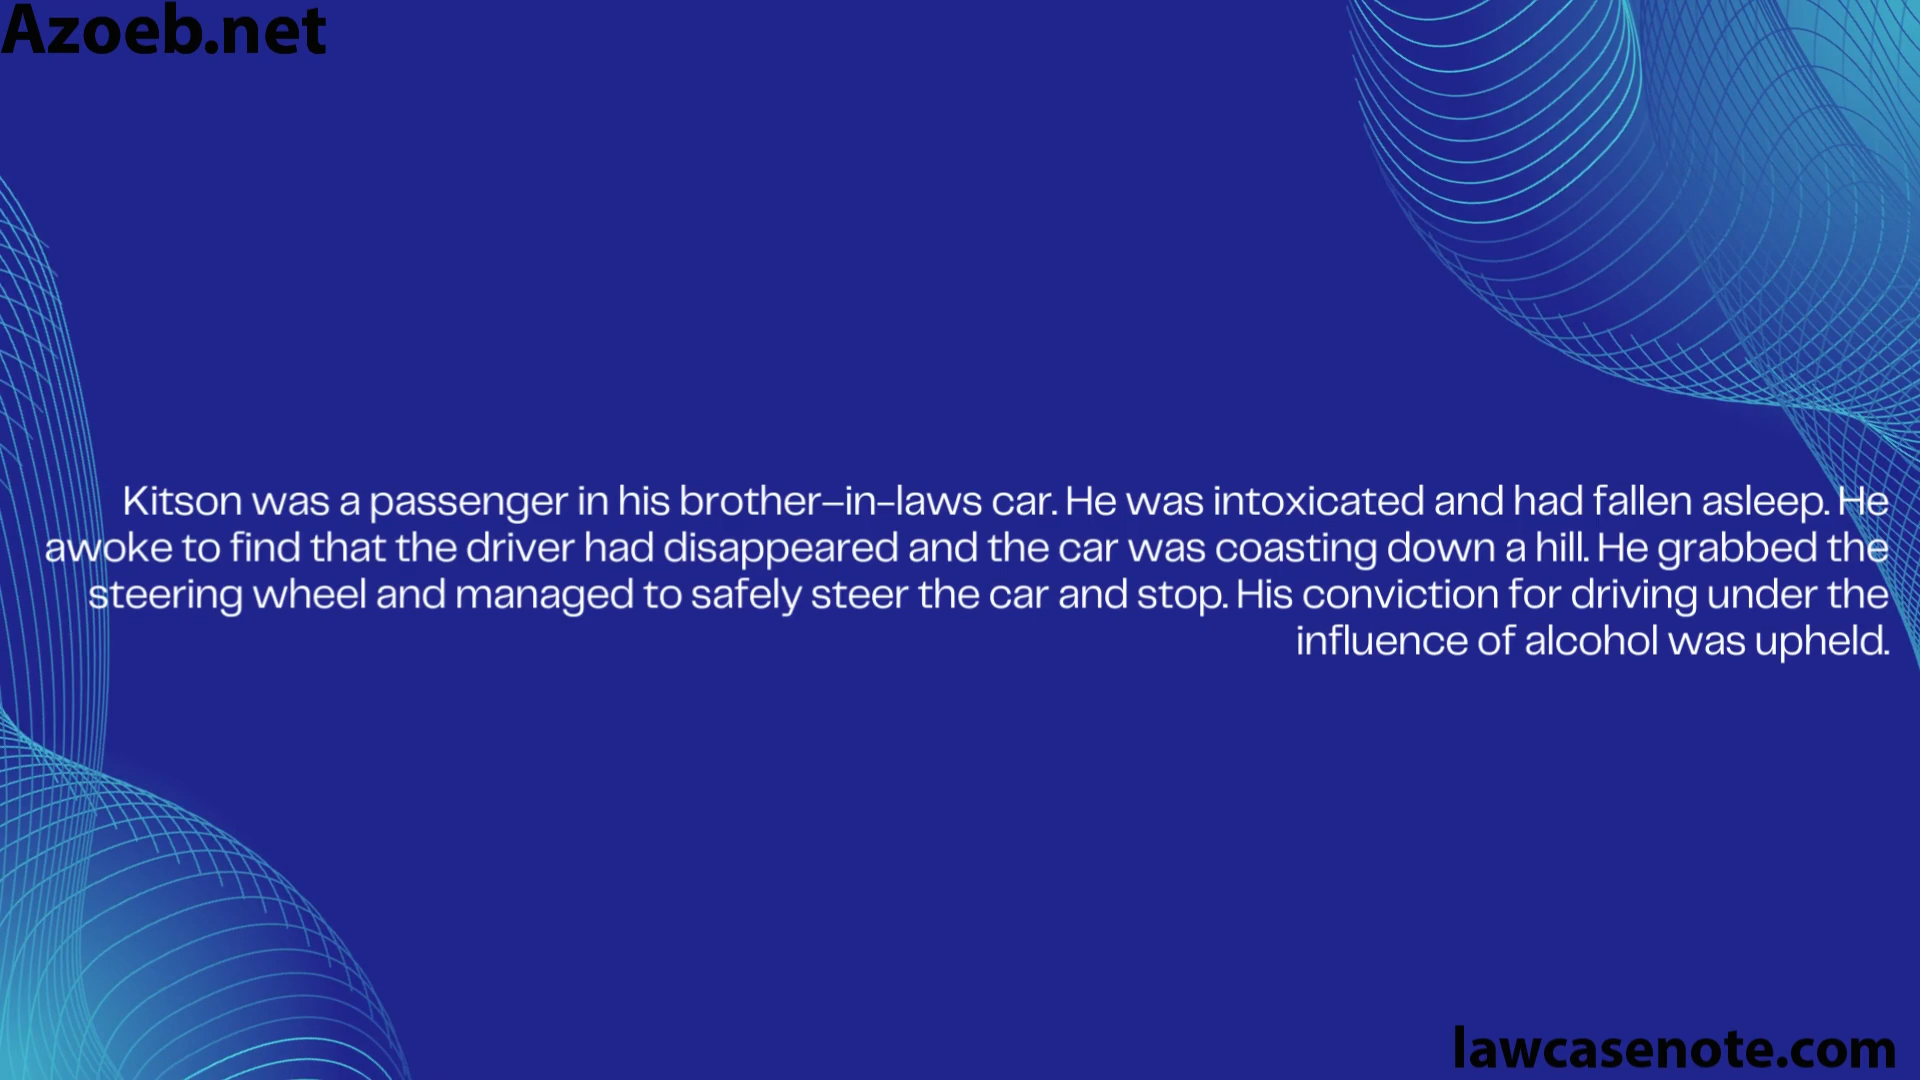 Azoeb.net
Kitson was a passenger in his brother-in-laws car. He was intoxicated and had fallen asleep. He
awoke to find that the driver had disappeared and the car was coasting down a hill. He grabbed the
steering wheel and managed to safely steer the car and stop. His conviction for driving under the
influence of alcohol was upheld.
lawcasenote.com